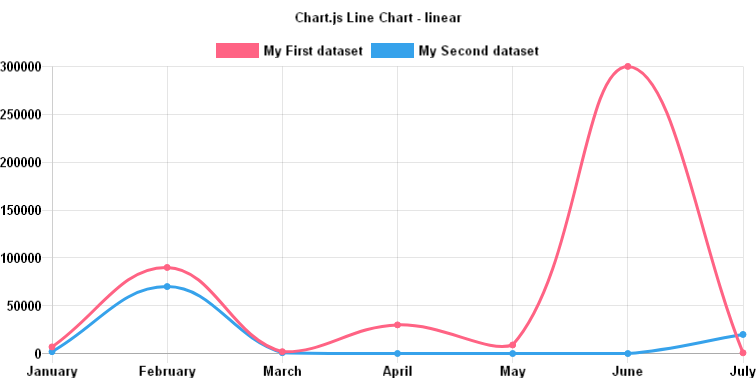 Chart.js Line Chart - linear
My First dataset My Second dataset
300000
250000
200000
150000
100000
50000
0
January February March April May June July